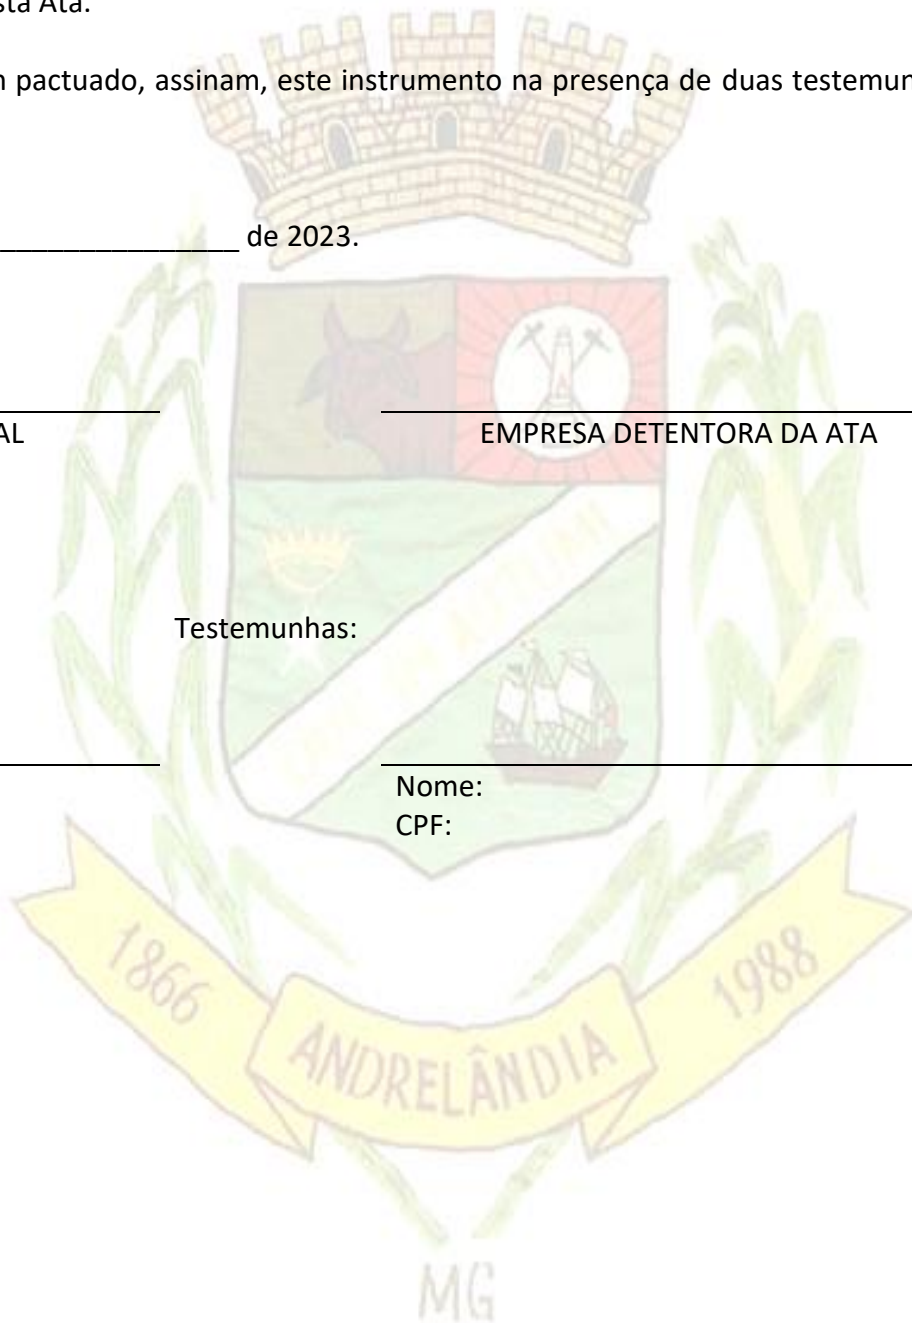 sta Ata.
pactuado, assinam, este instrumento na presença de duas testemun
_______________ de 2023.
AL
EMPRESA DETENTORA DA ATA
Testemunhas:
Nome:
CPF:
1866
1988
ANDRELÂNDIA
MG